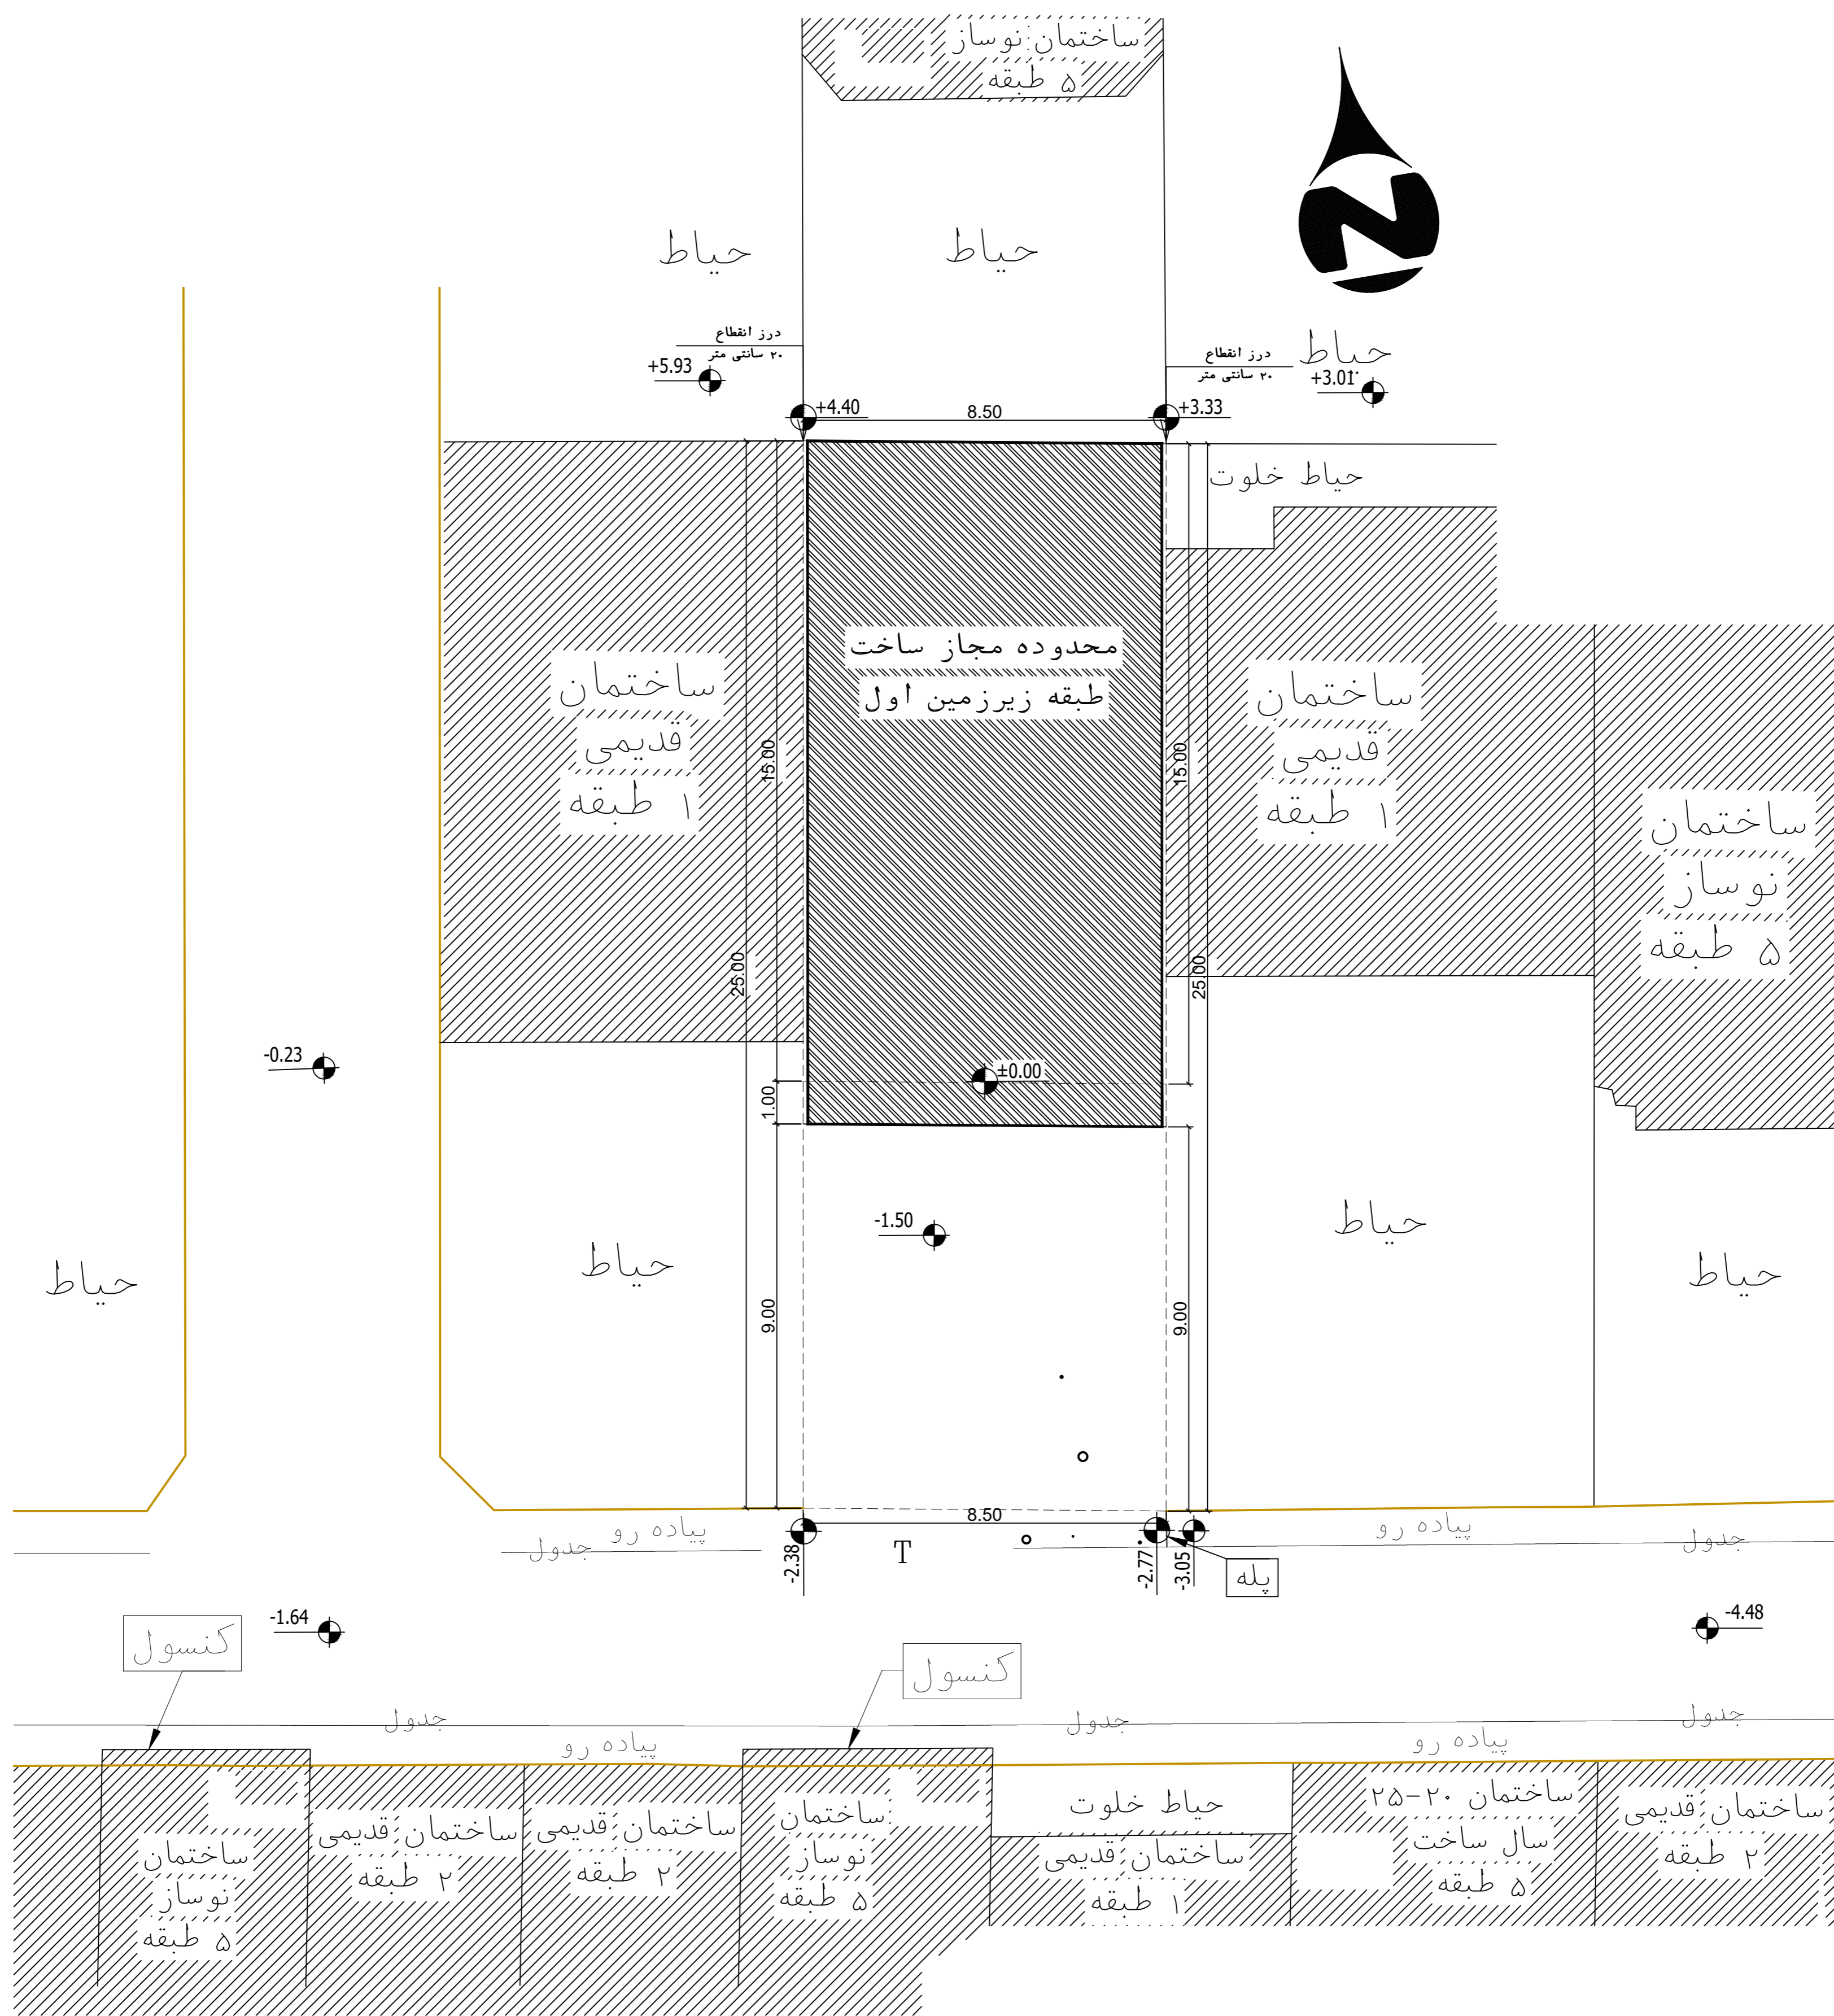 ساختمان نوساز
۵ طبقه
حیاط
حیاط
N
درز انقطاع
۲۰ سانتی متر
درز انقطاع
۲۰ سانتی متر
حیاط
+5.93
+3.01
+4.40
8.50
+3.33
حیاط خلوت
محدوده مجاز ساخت
طبقه زیرزمین اول
ساختمان
قدیمی
۱ طبقه
ساختمان
قدیمی
۱ طبقه
ساختمان
نوساز
۵ طبقه
15.00
15.00
25.00
25.00
-0.23
±0.00
1.00
-1.50
9.00
9.00
حیاط
حیاط
حیاط
حیاط
8.50
پیاده رو
جدول
T
-2.38
-2.77
-3.05
پله
پیاده رو
جدول
-1.64
-4.48
کنسول
کنسول
جدول
جدول
جدول
پیاده رو
پیاده رو
ساختمان
نوساز
۵ طبقه
ساختمان قدیمی
۲ طبقه
ساختمان قدیمی
۲ طبقه
ساختمان
نوساز
۵ طبقه
حیاط خلوت
ساختمان قدیمی
۱ طبقه
ساختمان ۲۰-۲۵
سال ساخت
۵ طبقه
ساختمان قدیمی
۲ طبقه